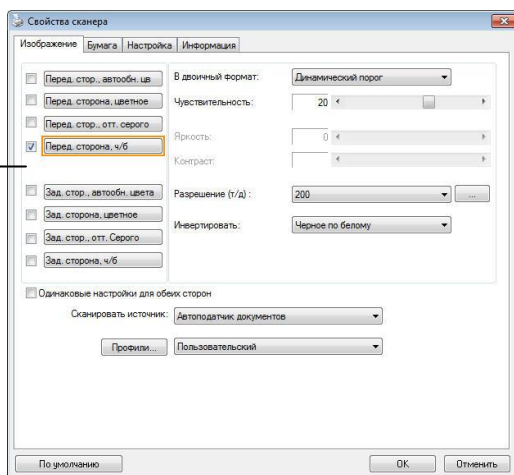 Свойства сканера
Изображение Бумага Настройка Информация
Перед. стор., автообн. цв
Перед. сторона, цветное
Перед. стор., отт. серого
Перед. сторона, ч/б
Зад. стор., автообн. цвета
Зад. сторона, цветное
Зад. стор., отт. Серого
Зад. сторона, ч/б
В двоичный формат: Динамический порог
Чувствительность: 20
Яркость: 0
Контраст:
Разрешение (т/д) : 200 ...
Инвертировать: Черное по белому
Одинаковые настройки для обеих сторон
Сканировать источник: Автоподатчик документов
Профили... Пользовательский
По умолчанию OK Отменить